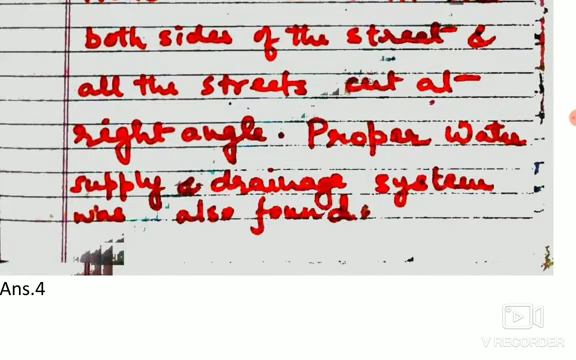 both sides of the street &
all the streets cut at
right angle. Proper Water
supply & drainage system
was also found.
Ans.4
V RECORDER